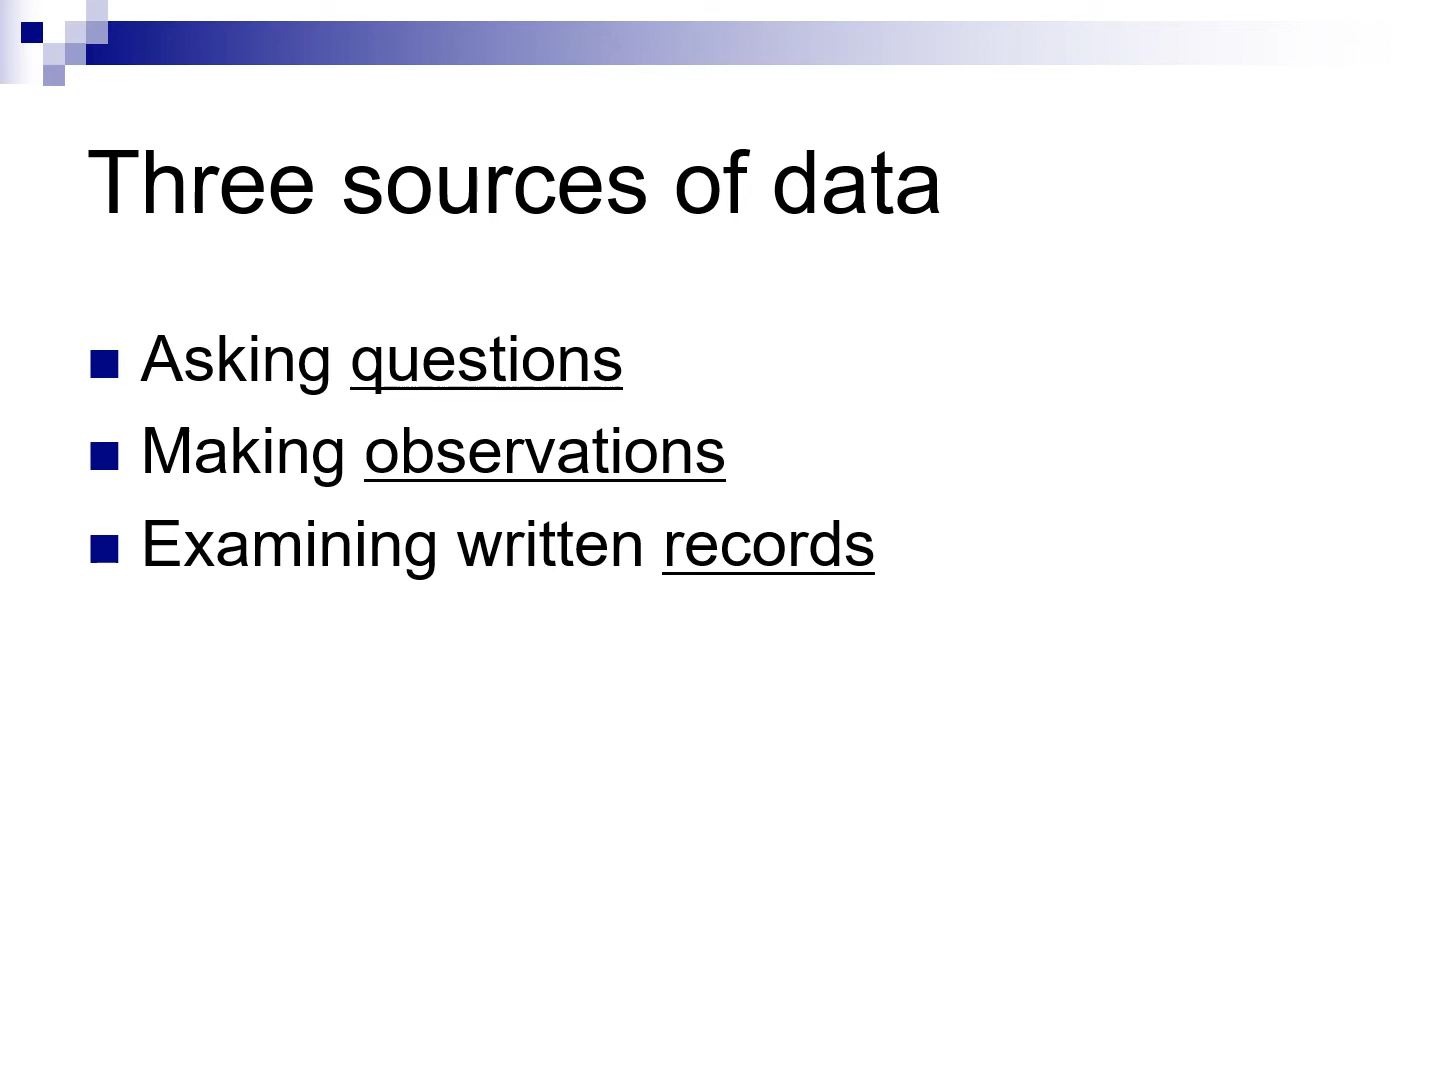 Three sources of data
Asking questions
Making observations
Examining written records